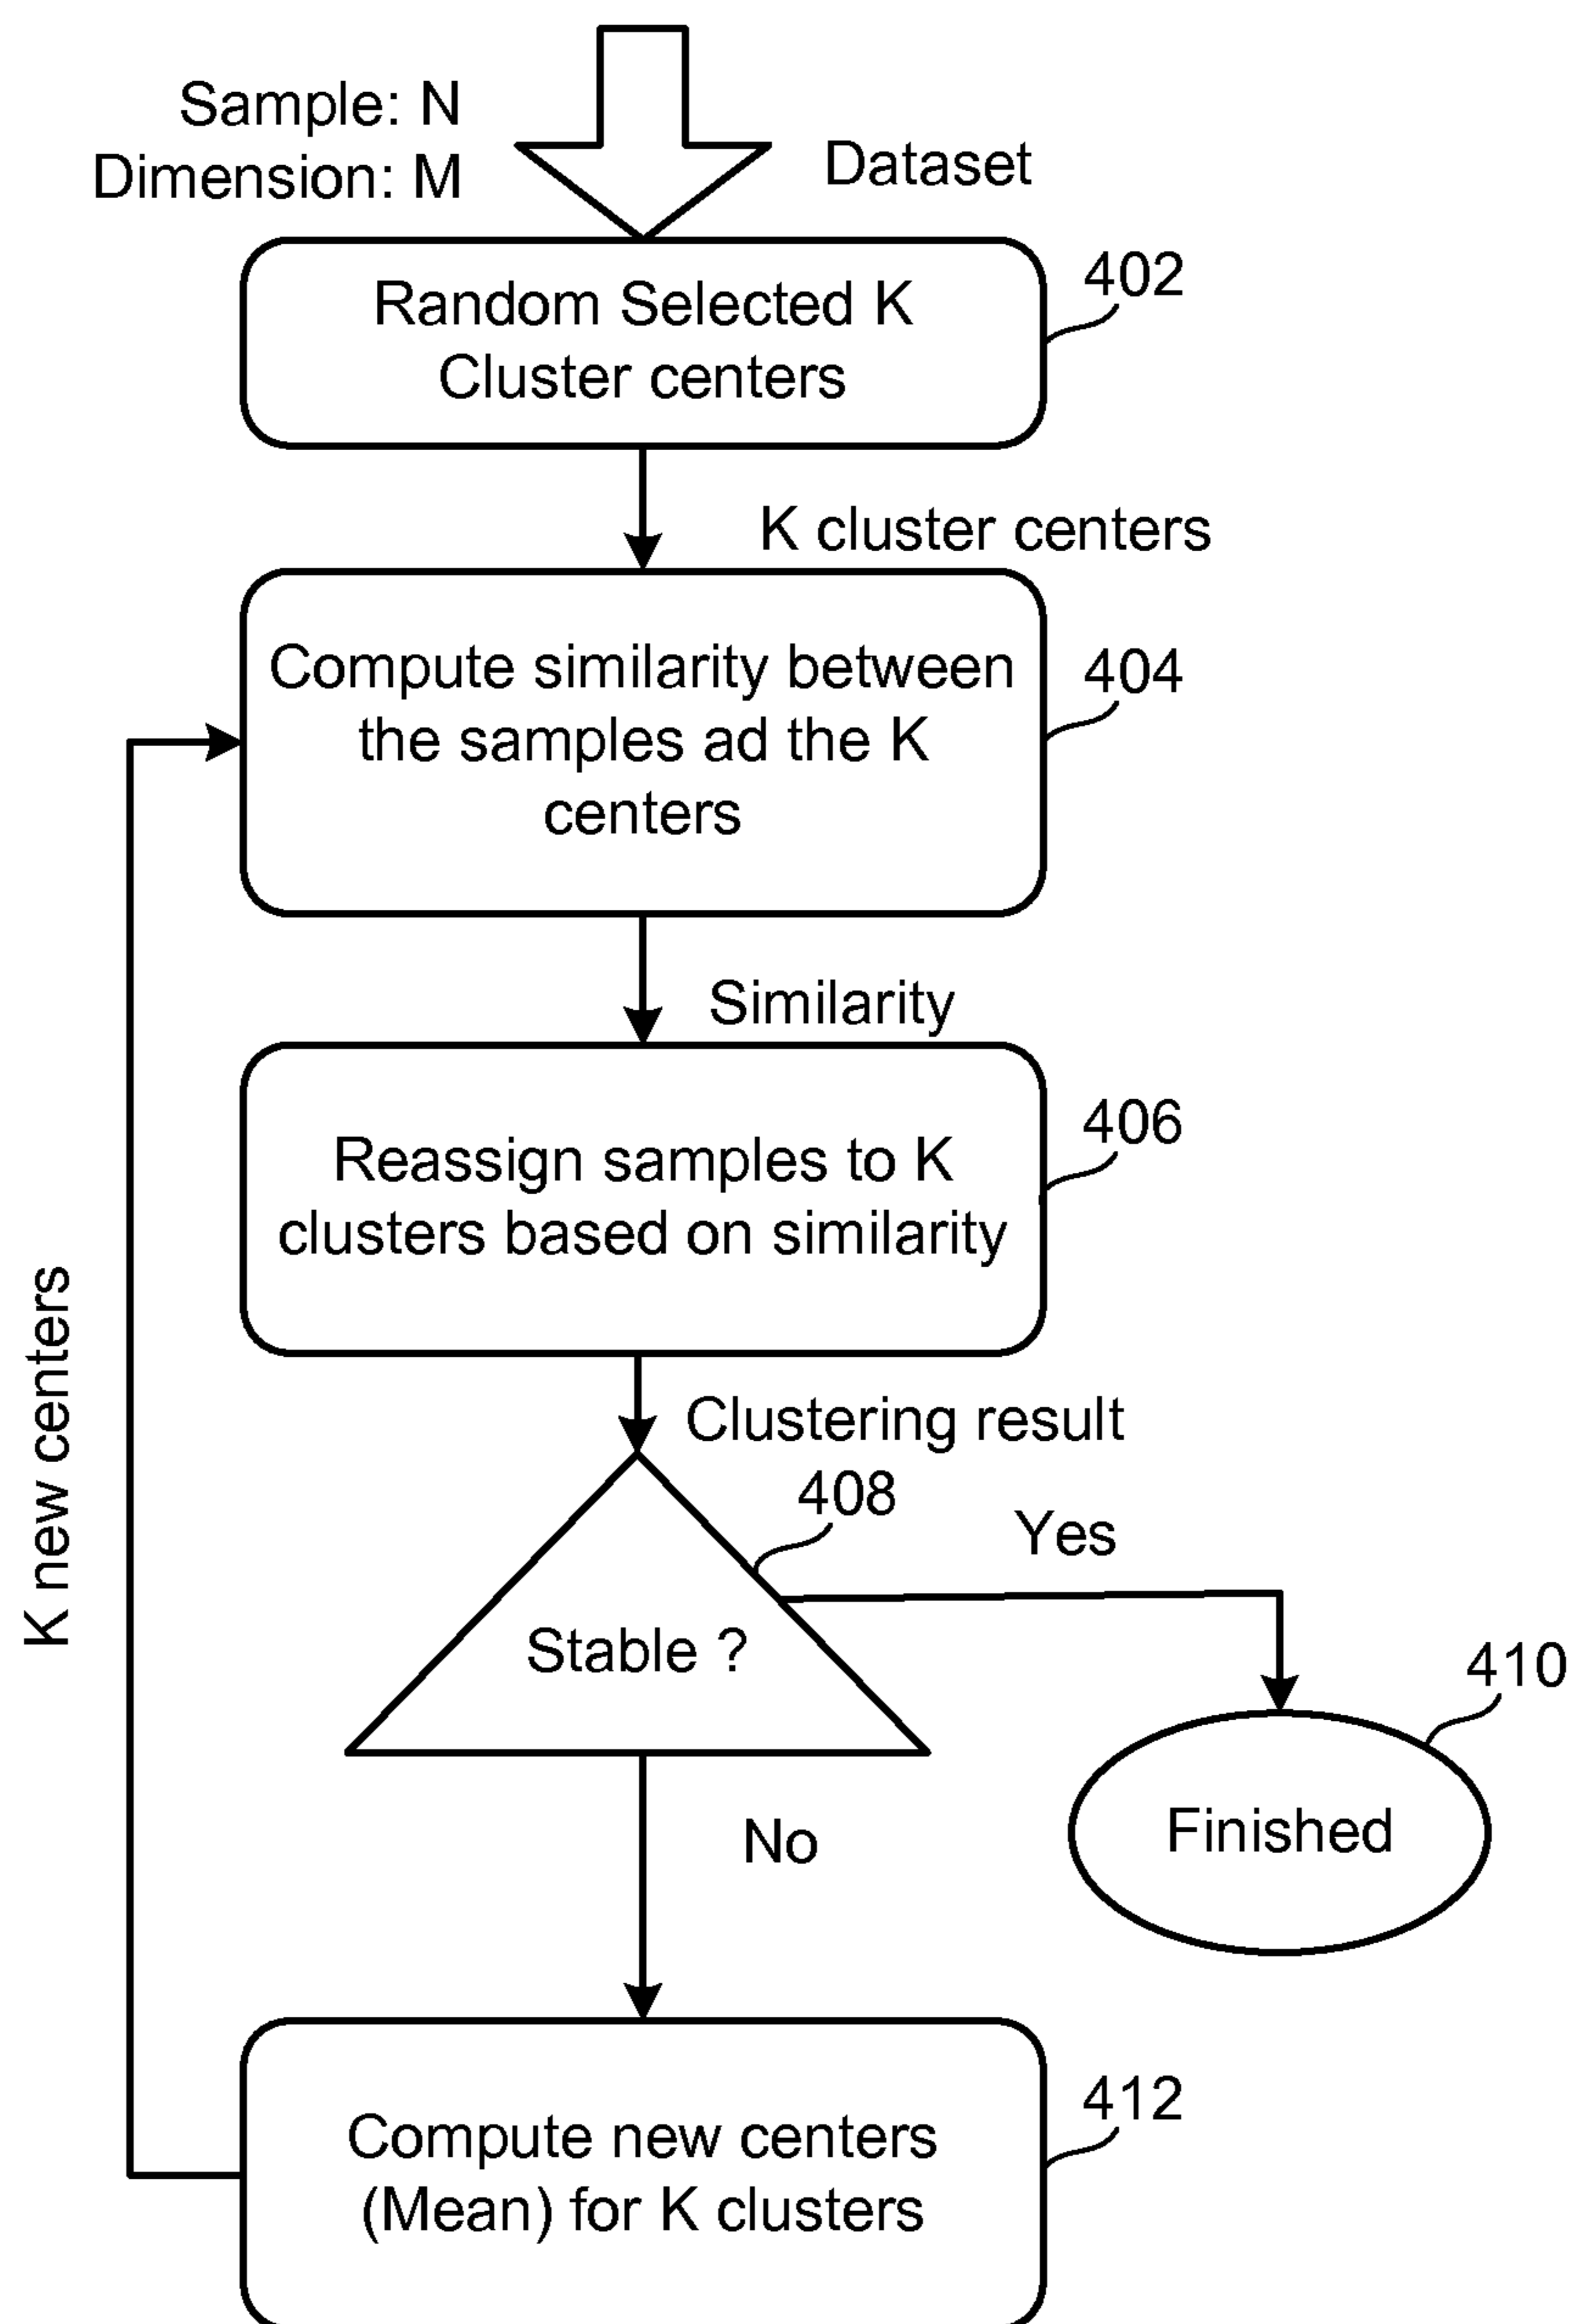 Sample: N
Dimension: M
Dataset
Random Selected K
Cluster centers
402
K cluster centers
Compute similarity between
the samples ad the K
centers
404
Similarity
Reassign samples to K
clusters based on similarity
406
Clustering result
408
Yes
Stable ?
410
Finished
No
Compute new centers
(Mean) for K clusters
412
K new centers